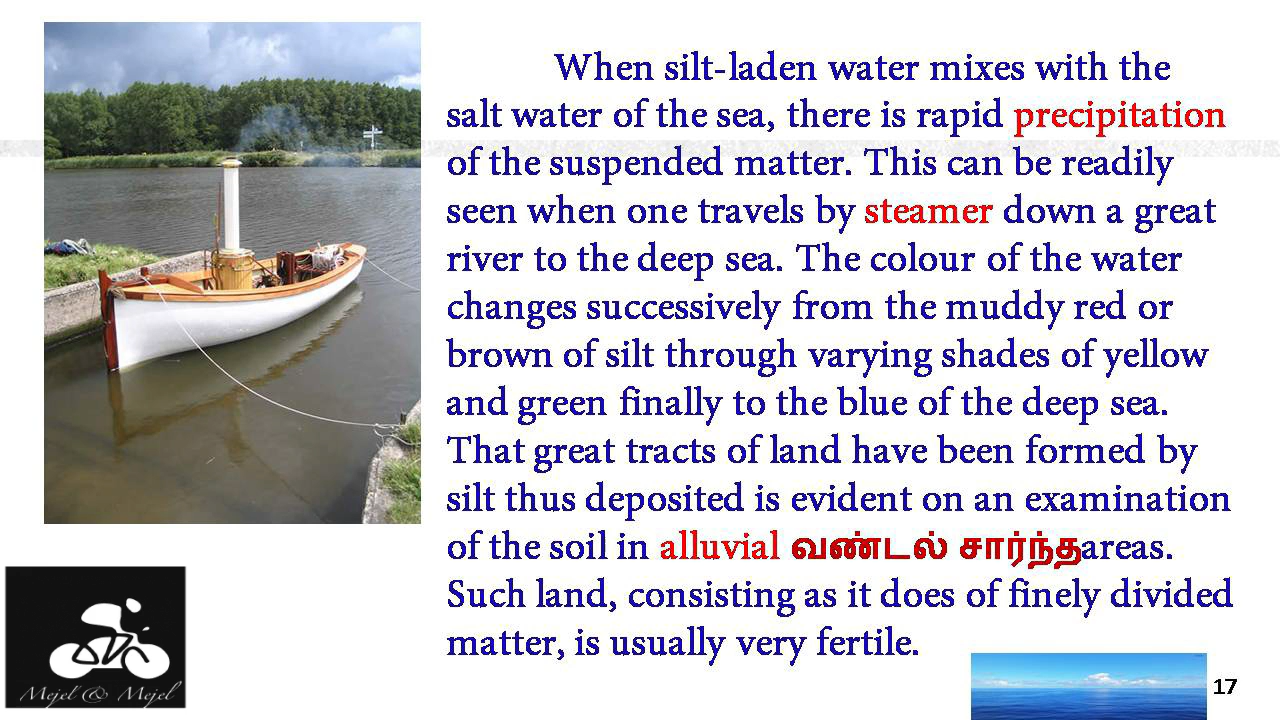 When silt-laden water mixes with the
salt water of the sea, there is rapid precipitation
of the suspended matter. This can be readily
seen when one travels by steamer down a great
river to the deep sea. The colour of the water
changes successively from the muddy red or
brown of silt through varying shades of yellow
and green finally to the blue of the deep sea.
That great tracts of land have been formed by
silt thus deposited is evident on an examination
of the soil in alluvial வண்டல் சார்ந்தareas.
Such land, consisting as it does of finely divided
matter, is usually very fertile.
Mejel & Mejel
17